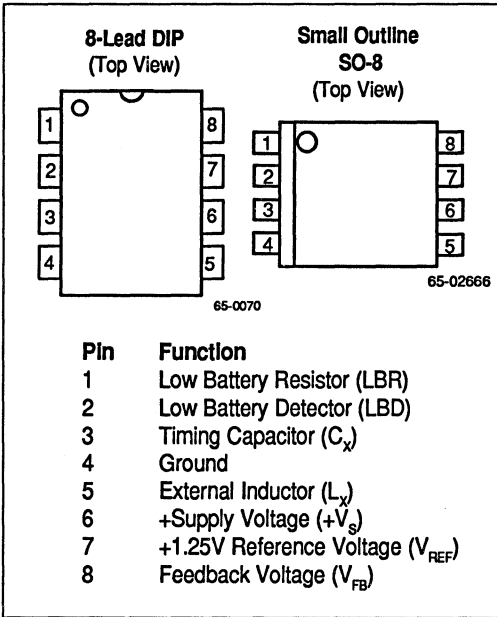 8-Lead DIP
(Top View)
1 8
2 7
3 6
4 5
65-0070
Small Outline
SO-8
(Top View)
1 8
2 7
3 6
4 5
65-02666
Pin Function
1 Low Battery Resistor (LBR)
2 Low Battery Detector (LBD)
3 Timing Capacitor (CX)
4 Ground
5 External Inductor (LX)
6 +Supply Voltage (+VS)
7 +1.25V Reference Voltage (VREF)
8 Feedback Voltage (VFB)